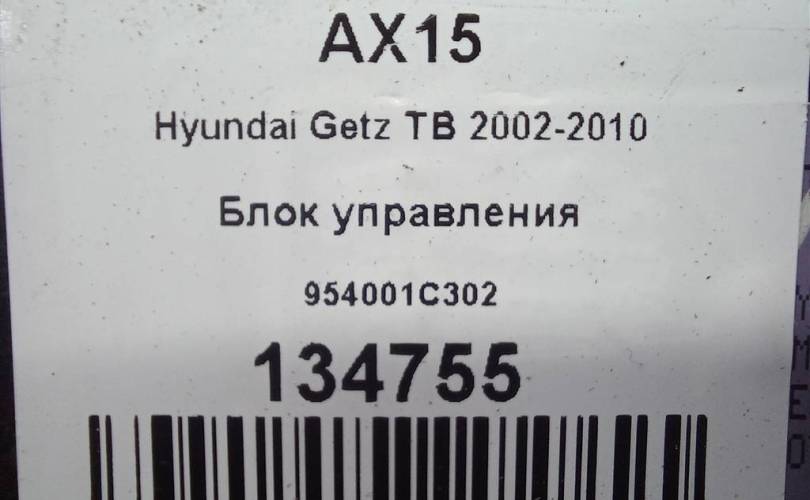 AX15
Hyundai Getz TB 2002-2010
Блок управления
954001C302
134755